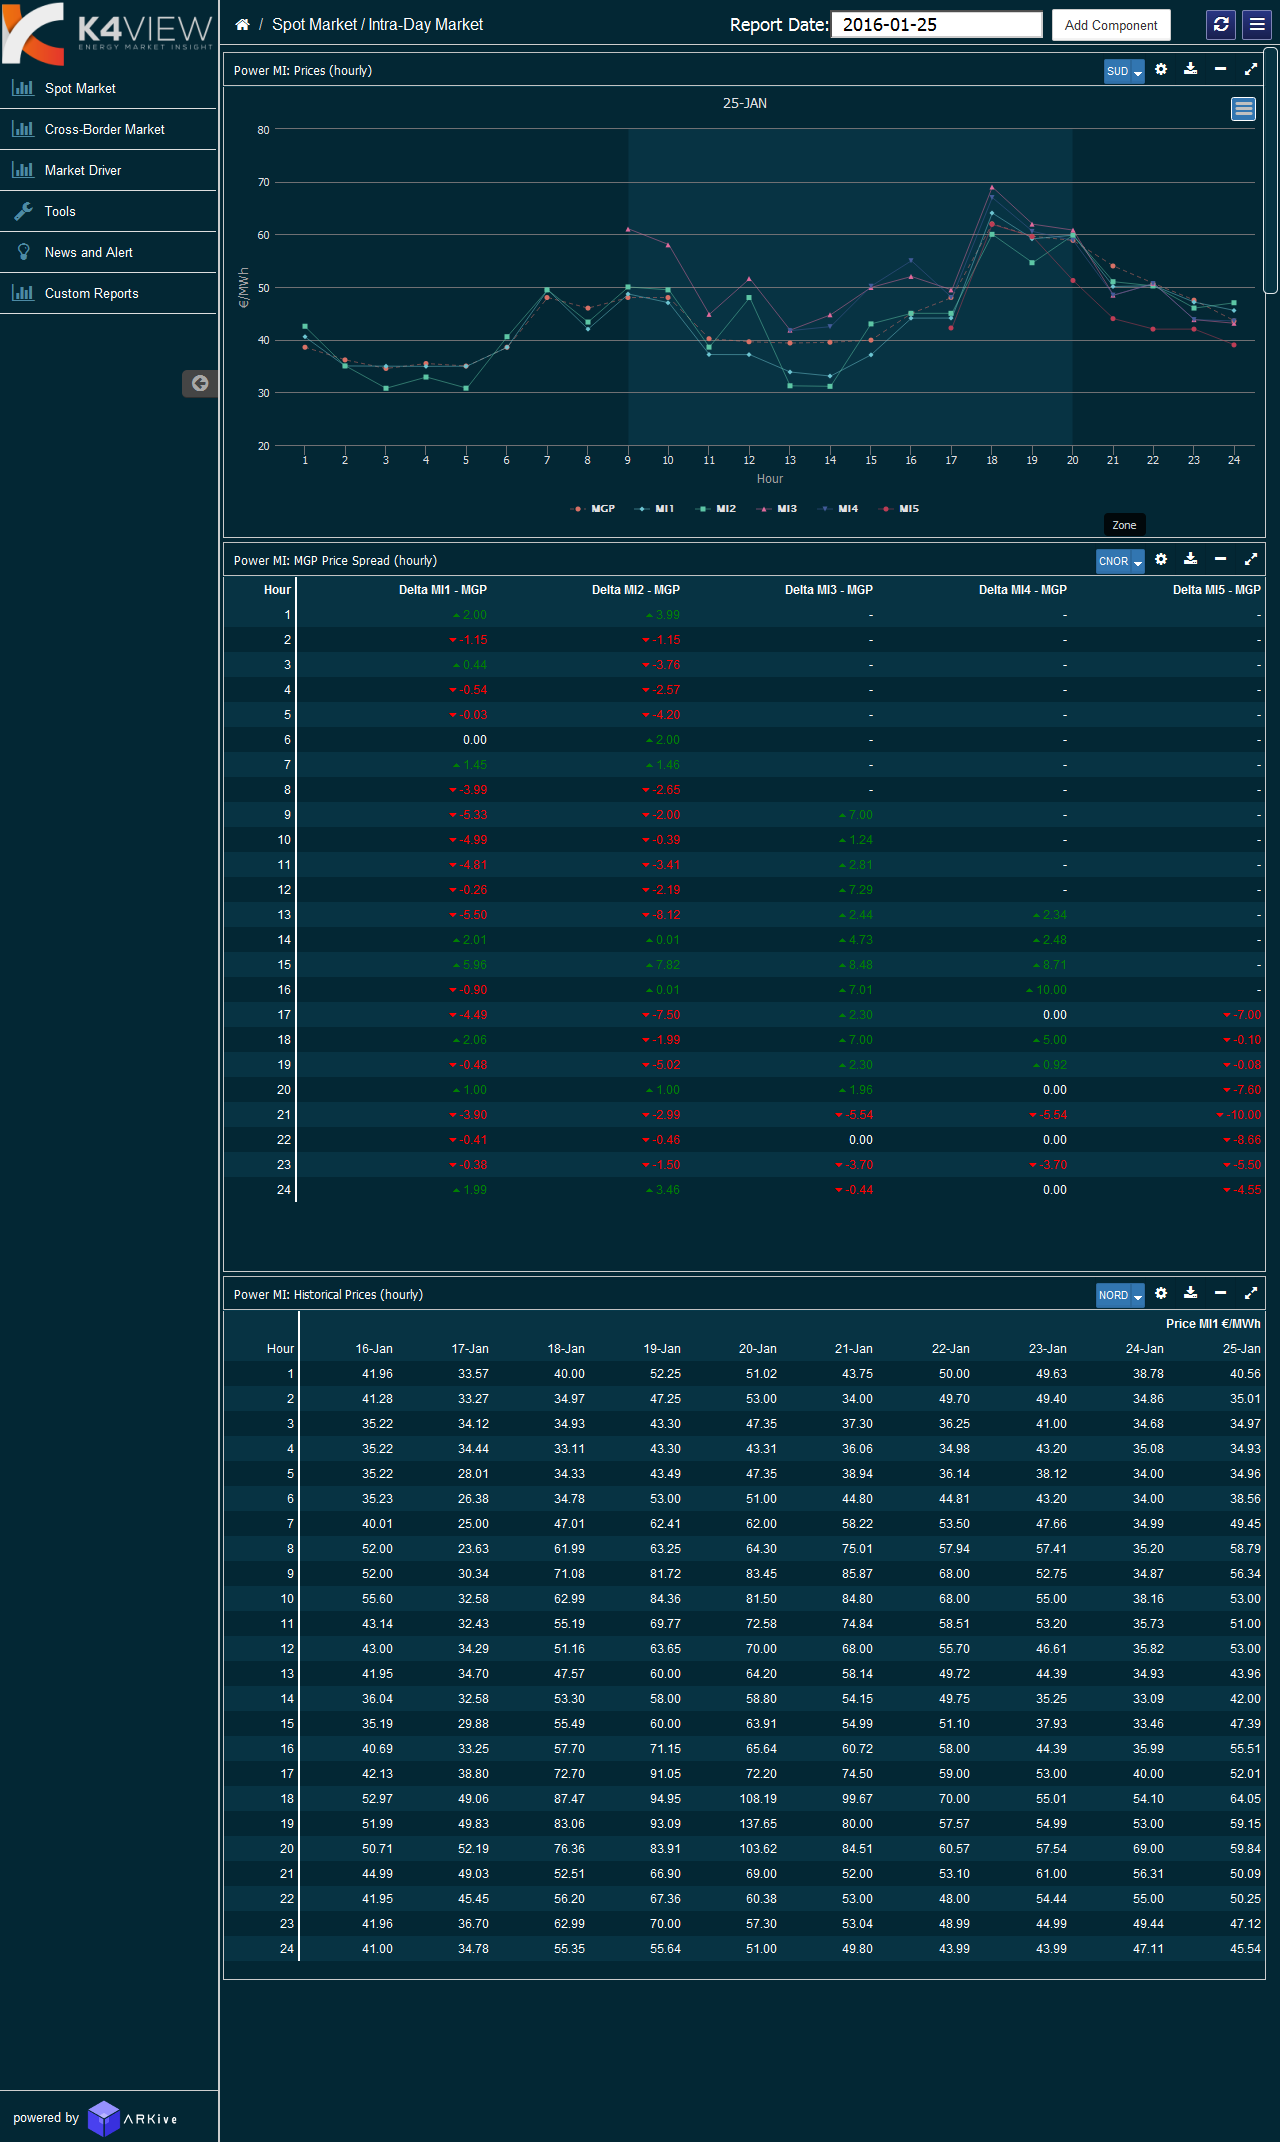 K4VIEW
ENERGY MARKET INSIGHT
Spot Market
Cross-Border Market
Market Driver
Tools
News and Alert
Custom Reports
powered by ARKive
/ Spot Market / Intra-Day Market
Report Date: 2016-01-25 Add Component
Power MI: Prices (hourly) SUD
25-JAN
80
70
60
50
40
30
20
€/MWh
1 2 3 4 5 6 7 8 9 10 11 12 13 14 15 16 17 18 19 20 21 22 23 24
Hour
MGP MI1 MI2 MI3 MI4 MI5
Zone
Power MI: MGP Price Spread (hourly) CNOR
Hour Delta MI1 - MGP Delta MI2 - MGP Delta MI3 - MGP Delta MI4 - MGP Delta MI5 - MGP
1 2.00 3.99 - - -
2 -1.15 -1.15 - - -
3 0.44 -3.76 - - -
4 -0.54 -2.57 - - -
5 -0.03 -4.20 - - -
6 0.00 2.00 - - -
7 1.45 1.46 - - -
8 -3.99 -2.65 - - -
9 -5.33 -2.00 7.00 - -
10 -4.99 -0.39 1.24 - -
11 -4.81 -3.41 2.81 - -
12 -0.26 -2.19 7.29 - -
13 -5.50 -8.12 2.44 2.34 -
14 2.01 0.01 4.73 2.48 -
15 5.96 7.82 8.48 8.71 -
16 -0.90 0.01 7.01 10.00 -
17 -4.49 -7.50 2.30 0.00 -7.00
18 2.06 -1.99 7.00 5.00 -0.10
19 -0.48 -5.02 2.30 0.92 -0.08
20 1.00 1.00 1.96 0.00 -7.60
21 -3.90 -2.99 -5.54 -5.54 -10.00
22 -0.41 -0.46 0.00 0.00 -8.66
23 -0.38 -1.50 -3.70 -3.70 -5.50
24 1.99 3.46 -0.44 0.00 -4.55
Power MI: Historical Prices (hourly) NORD
Price MI1 €/MWh
Hour 16-Jan 17-Jan 18-Jan 19-Jan 20-Jan 21-Jan 22-Jan 23-Jan 24-Jan 25-Jan
1 41.96 33.57 40.00 52.25 51.02 43.75 50.00 49.63 38.78 40.56
2 41.28 33.27 34.97 47.25 53.00 34.00 49.70 49.40 34.86 35.01
3 35.22 34.12 34.93 43.30 47.35 37.30 36.25 41.00 34.68 34.97
4 35.22 34.44 33.11 43.30 43.31 36.06 34.98 43.20 35.08 34.93
5 35.22 28.01 34.33 43.49 47.35 38.94 36.14 38.12 34.00 34.96
6 35.23 26.38 34.78 53.00 51.00 44.80 44.81 43.20 34.00 38.56
7 40.01 25.00 47.01 62.41 62.00 58.22 53.50 47.66 34.99 49.45
8 52.00 23.63 61.99 63.25 64.30 75.01 57.94 57.41 35.20 58.79
9 52.00 30.34 71.08 81.72 83.45 85.87 68.00 52.75 34.87 56.34
10 55.60 32.58 62.99 84.36 81.50 84.80 68.00 55.00 38.16 53.00
11 43.14 32.43 55.19 69.77 72.58 74.84 58.51 53.20 35.73 51.00
12 43.00 34.29 51.16 63.65 70.00 68.00 55.70 46.61 35.82 53.00
13 41.95 34.70 47.57 60.00 64.20 58.14 49.72 44.39 34.93 43.96
14 36.04 32.58 53.30 58.00 58.80 54.15 49.75 35.25 33.09 42.00
15 35.19 29.88 55.49 60.00 63.91 54.99 51.10 37.93 33.46 47.39
16 40.69 33.25 57.70 71.15 65.64 60.72 58.00 44.39 35.99 55.51
17 42.13 38.80 72.70 91.05 72.20 74.50 59.00 53.00 40.00 52.01
18 52.97 49.06 87.47 94.95 108.19 99.67 70.00 55.01 54.10 64.05
19 51.99 49.83 83.06 93.09 137.65 80.00 57.57 54.99 53.00 59.15
20 50.71 52.19 76.36 83.91 103.62 84.51 60.57 57.54 69.00 59.84
21 44.99 49.03 52.51 66.90 69.00 52.00 53.10 61.00 56.31 50.09
22 41.95 45.45 56.20 67.36 60.38 53.00 48.00 54.44 55.00 50.25
23 41.96 36.70 62.99 70.00 57.30 53.04 48.99 44.99 49.44 47.12
24 41.00 34.78 55.35 55.64 51.00 49.80 43.99 43.99 47.11 45.54